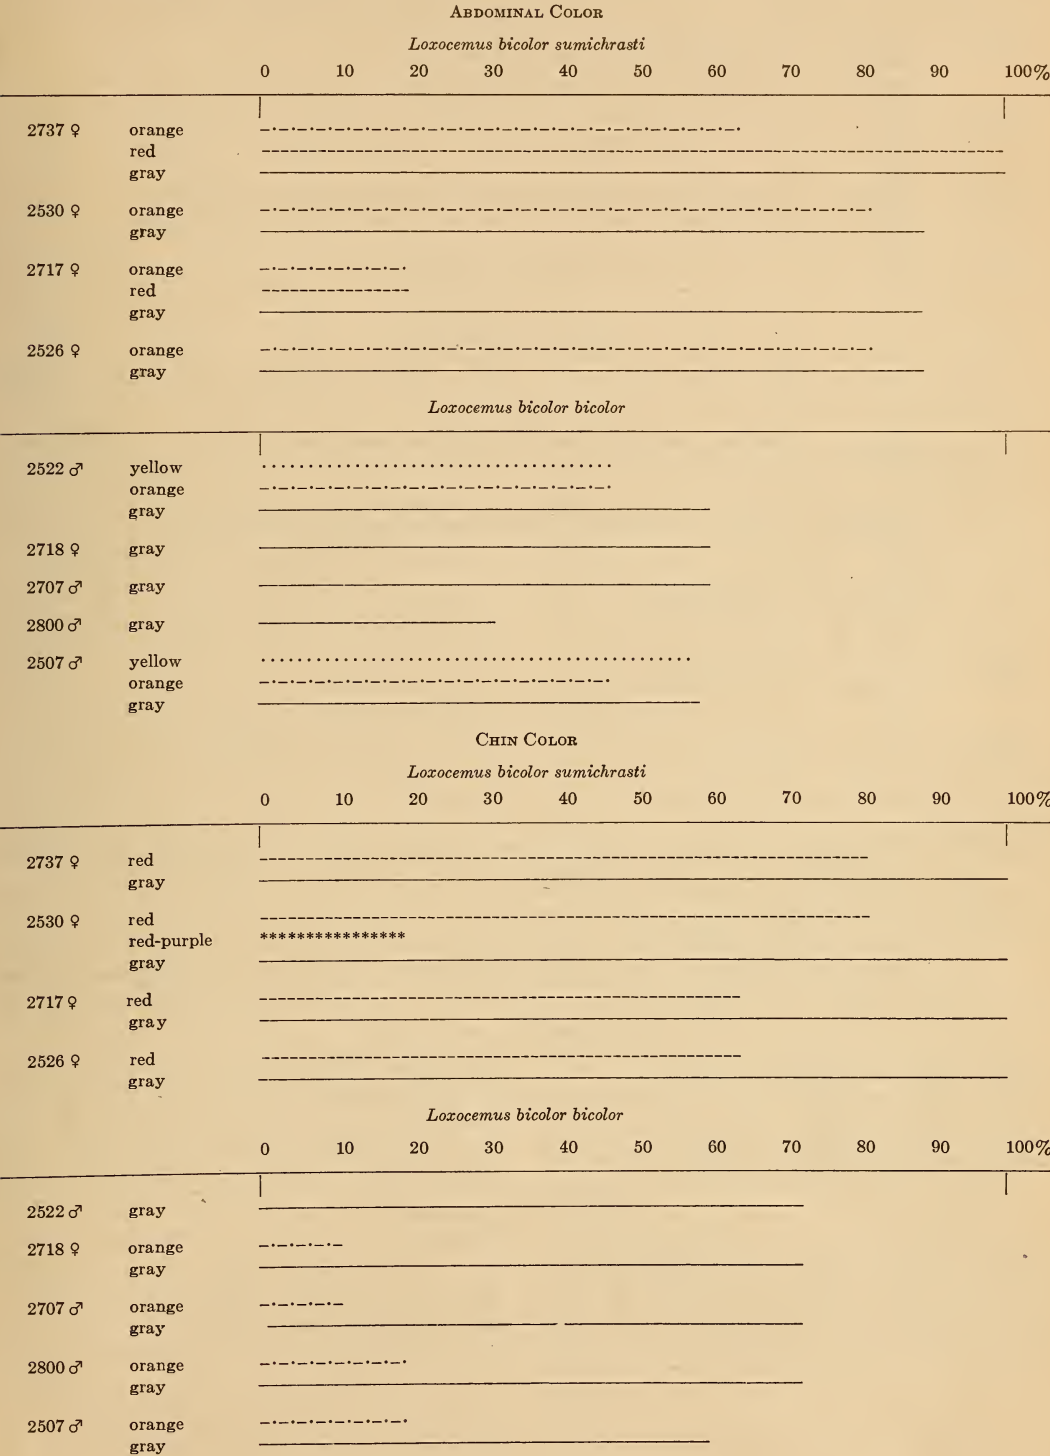 ABDOMINAL COLOR
Loxocemus bicolor sumichrasti
0 10 20 30 40 50 60 70 80 90 100%
2737 ♀ orange
red
gray
2530 ♀ orange
gray
2717 ♀ orange
red
gray
2526 ♀ orange
gray
Loxocemus bicolor bicolor
2522 ♂ yellow
orange
gray
2718 ♀ gray
2707 ♂ gray
2800 ♂ gray
2507 ♂ yellow
orange
gray
CHIN COLOR
Loxocemus bicolor sumichrasti
0 10 20 30 40 50 60 70 80 90 100%
2737 ♀ red
gray
2530 ♀ red
red-purple ****************
gray
2717 ♀ red
gray
2526 ♀ red
gray
Loxocemus bicolor bicolor
0 10 20 30 40 50 60 70 80 90 100%
2522 ♂ gray
2718 ♀ orange
gray
2707 ♂ orange
gray
2800 ♂ orange
gray
2507 ♂ orange
gray